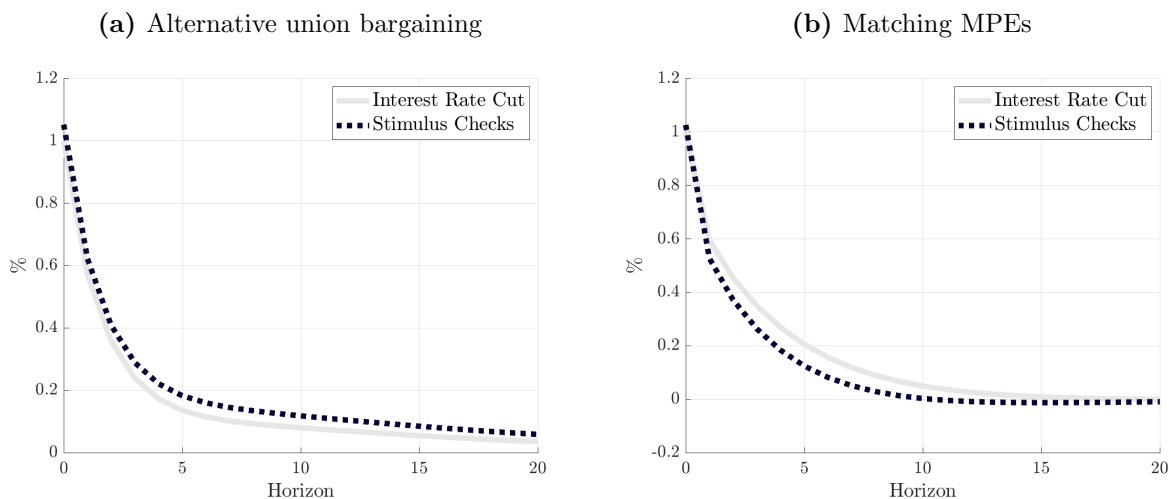 (a) Alternative union bargaining
1.2
1
0.8
0.6
0.4
0.2
0
%
0 5 10 15 20
Horizon
Interest Rate Cut
Stimulus Checks
(b) Matching MPEs
1.2
1
0.8
0.6
0.4
0.2
0
-0.2
%
0 5 10 15 20
Horizon
Interest Rate Cut
Stimulus Checks